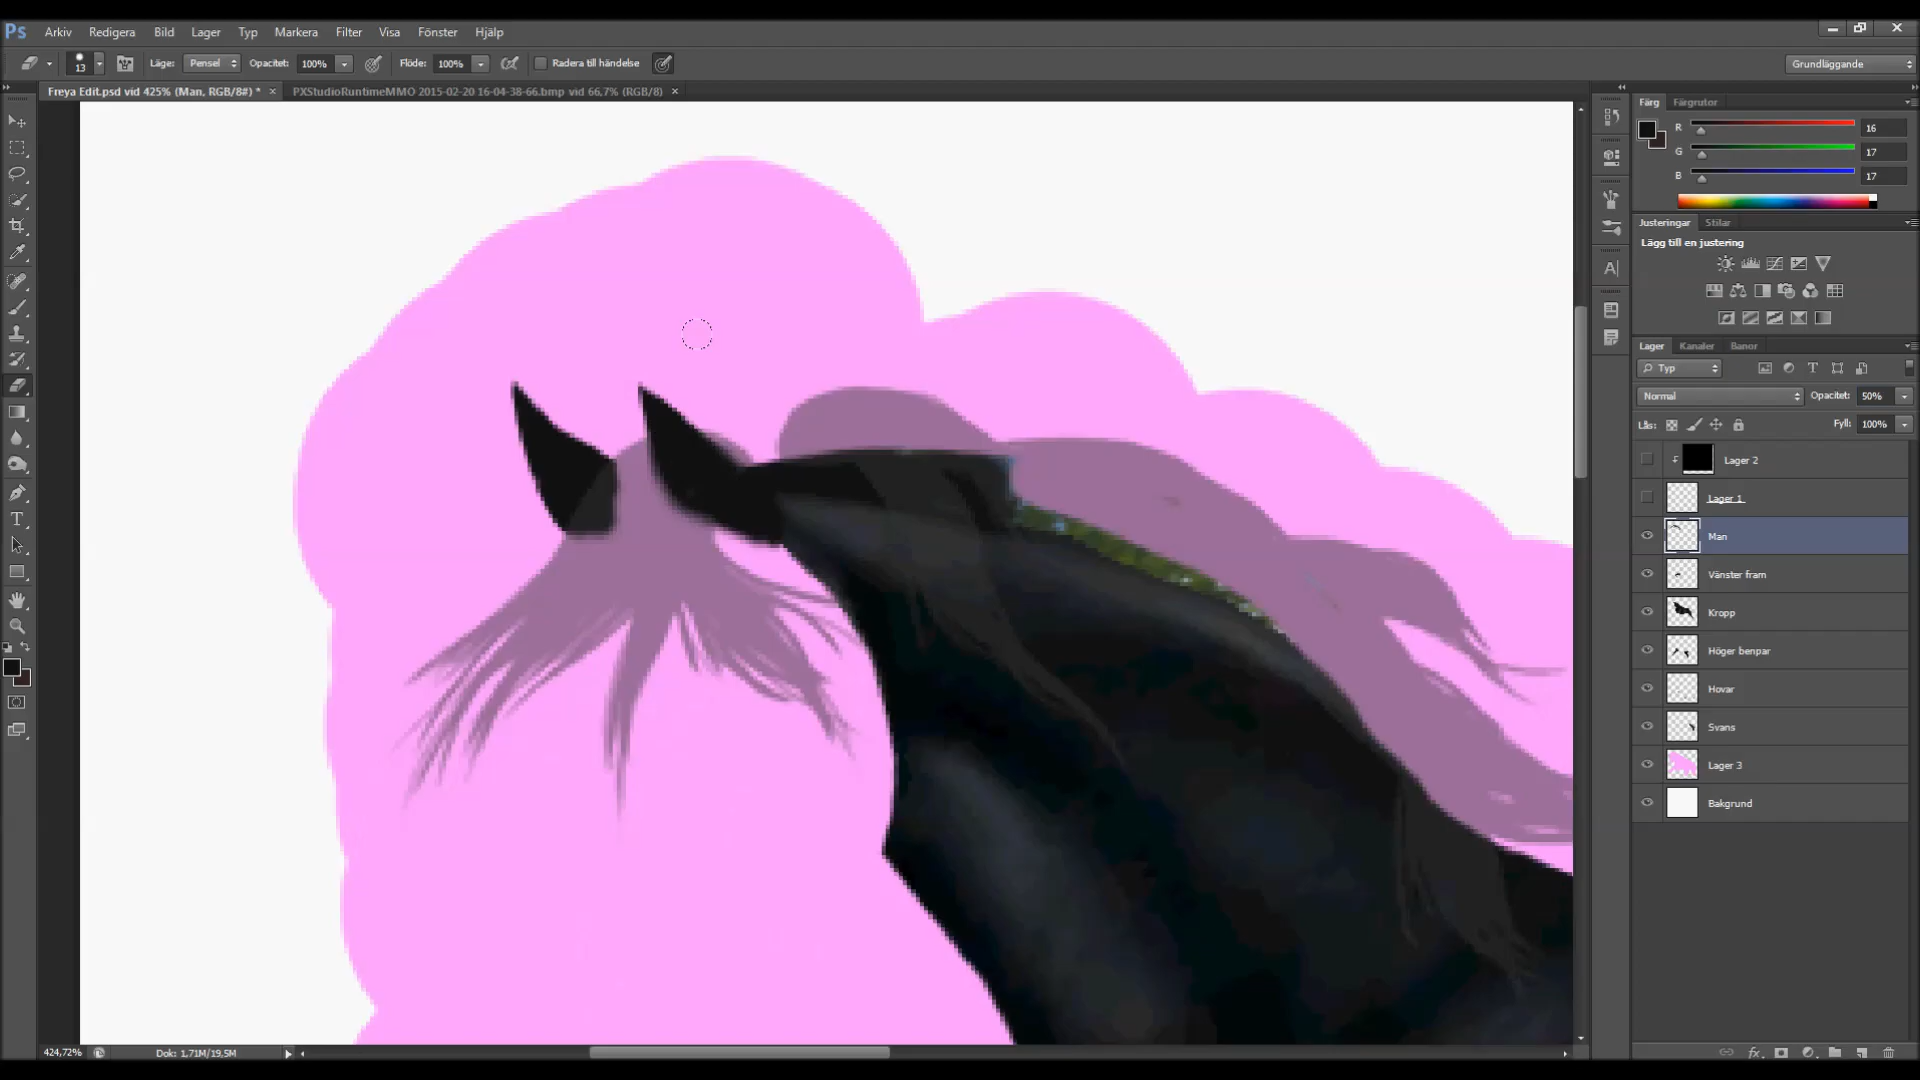 Ps Arkiv Redigera Bild Lager Typ Markera Filter Visa Fönster Hjälp
13 Läge: Pensel Opacitet: 100% Flöde: 100% Radera till händelse Grundläggande
Freya Edit.psd vid 425% (Man, RGB/8#) * × PXStudioRuntimeMMO 2015-02-20 16-04-38-66.bmp vid 66,7% (RGB/8) ×
Färg Färgrutor
R 16
G 17
B 17
Justeringar Stilar
Lägg till en justering
Lager Kanaler Banor
Typ
Normal Opacitet: 50%
Lås: Fyll: 100%
Lager 2
Lager 1
Man
Vänster fram
Kropp
Höger benpar
Hovar
Svans
Lager 3
Bakgrund
424,72% Dok: 1,71M/19,5M